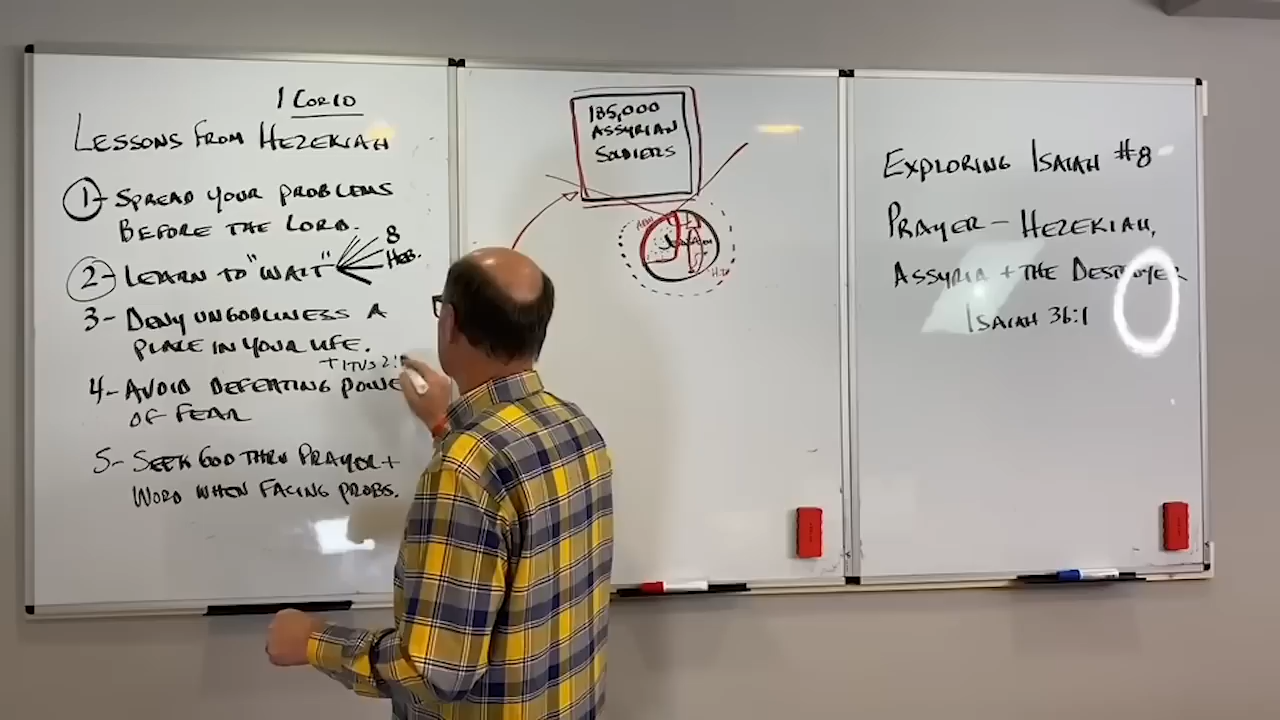 1 COR 10
LESSONS FROM HEZEKIAH
1- SPREAD YOUR PROBLEMS
BEFORE THE LORD.
2- LEARN TO "WAIT"
8
HEB.
3- DENY UNGODLINESS A
PLACE IN YOUR LIFE.
+ TITUS 2:
4- AVOID DEFEATING POWE
OF FEAR
5- SEEK GOD THRU PRAYER +
WORD WHEN FACING PROBS.
185,000
ASSYRIAN
SOLDIERS
EXPLORING ISAIAH #8
PRAYER - HEZEKIAH,
ASSYRIA + THE DESTROYER
ISAIAH 36:1